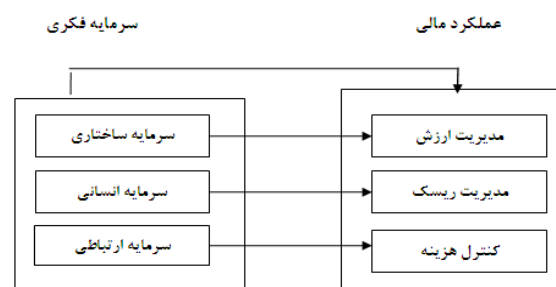 عملکرد مالی
سرمایه فکری
مدیریت ارزش
سرمایه ساختاری
مدیریت ریسک
سرمایه انسانی
کنترل هزینه
سرمایه ارتباطی